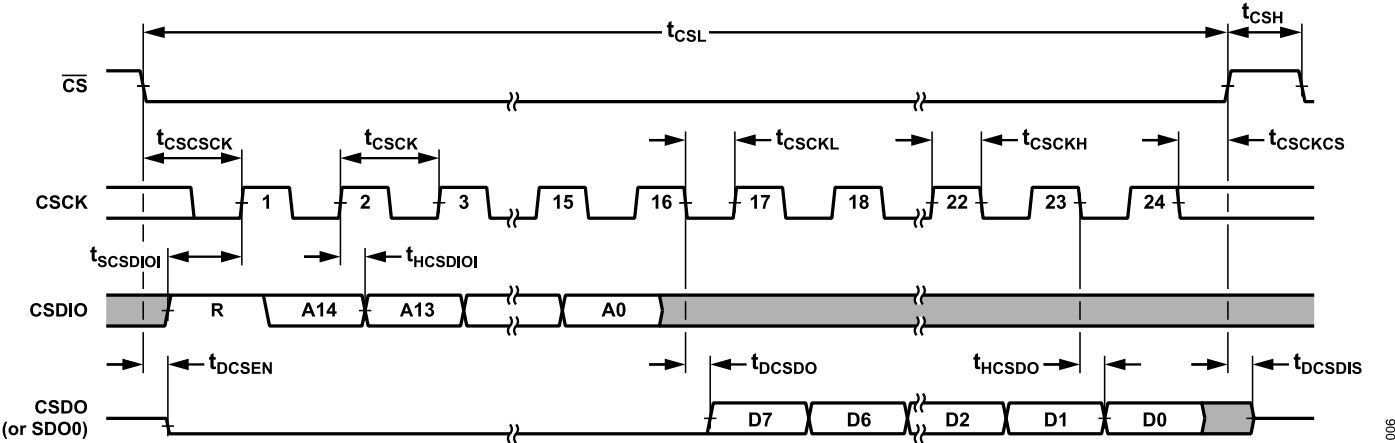 tCSL
tCSH
CS
tCSCSCK
tCSCK
tCSCKL
tCSCKH
tCSCKCS
CSCK
1 2 3 15 16 17 18 22 23 24
tSCSDIOI
tHCSDIOI
CSDIO
R A14 A13 A0
tDCSEN
tDCSDO
tHCSDO
tDCSDIS
CSDO
(or SDO0)
D7 D6 D2 D1 D0
006